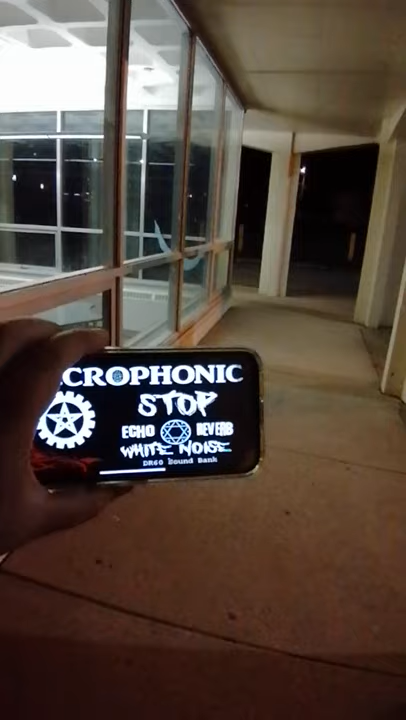 CROPHONIC
STOP
ECHO REVERB
WHITE NOISE
DR60 Sound Bank